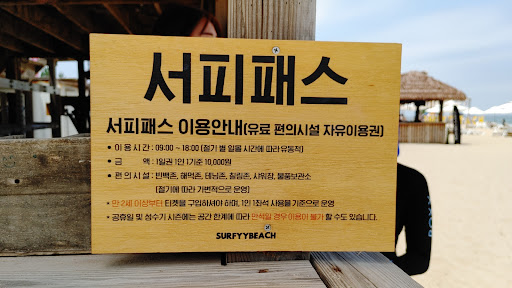 서피패스
서피패스 이용안내(유료 편의시설 자유이용권)
• 이용시간 : 09:00 ~ 18:00 (절기 별 일몰 시간에 따라 유동적)
• 금 액 : 1일권 1인 1기준 10,000원
• 편의시설 : 빈백존, 해먹존, 테닝존, 칠링존, 샤워장, 물품보관소
(절기에 따라 가변적으로 운영)
• 만 2세 이상부터 티켓을 구입하셔야 하며, 1인 1좌석 사용을 기준으로 운영
• 공휴일 및 성수기 시즌에는 공간 한계에 따라 만석일 경우 이용이 불가 할 수도 있습니다.
SURFYYBEACH